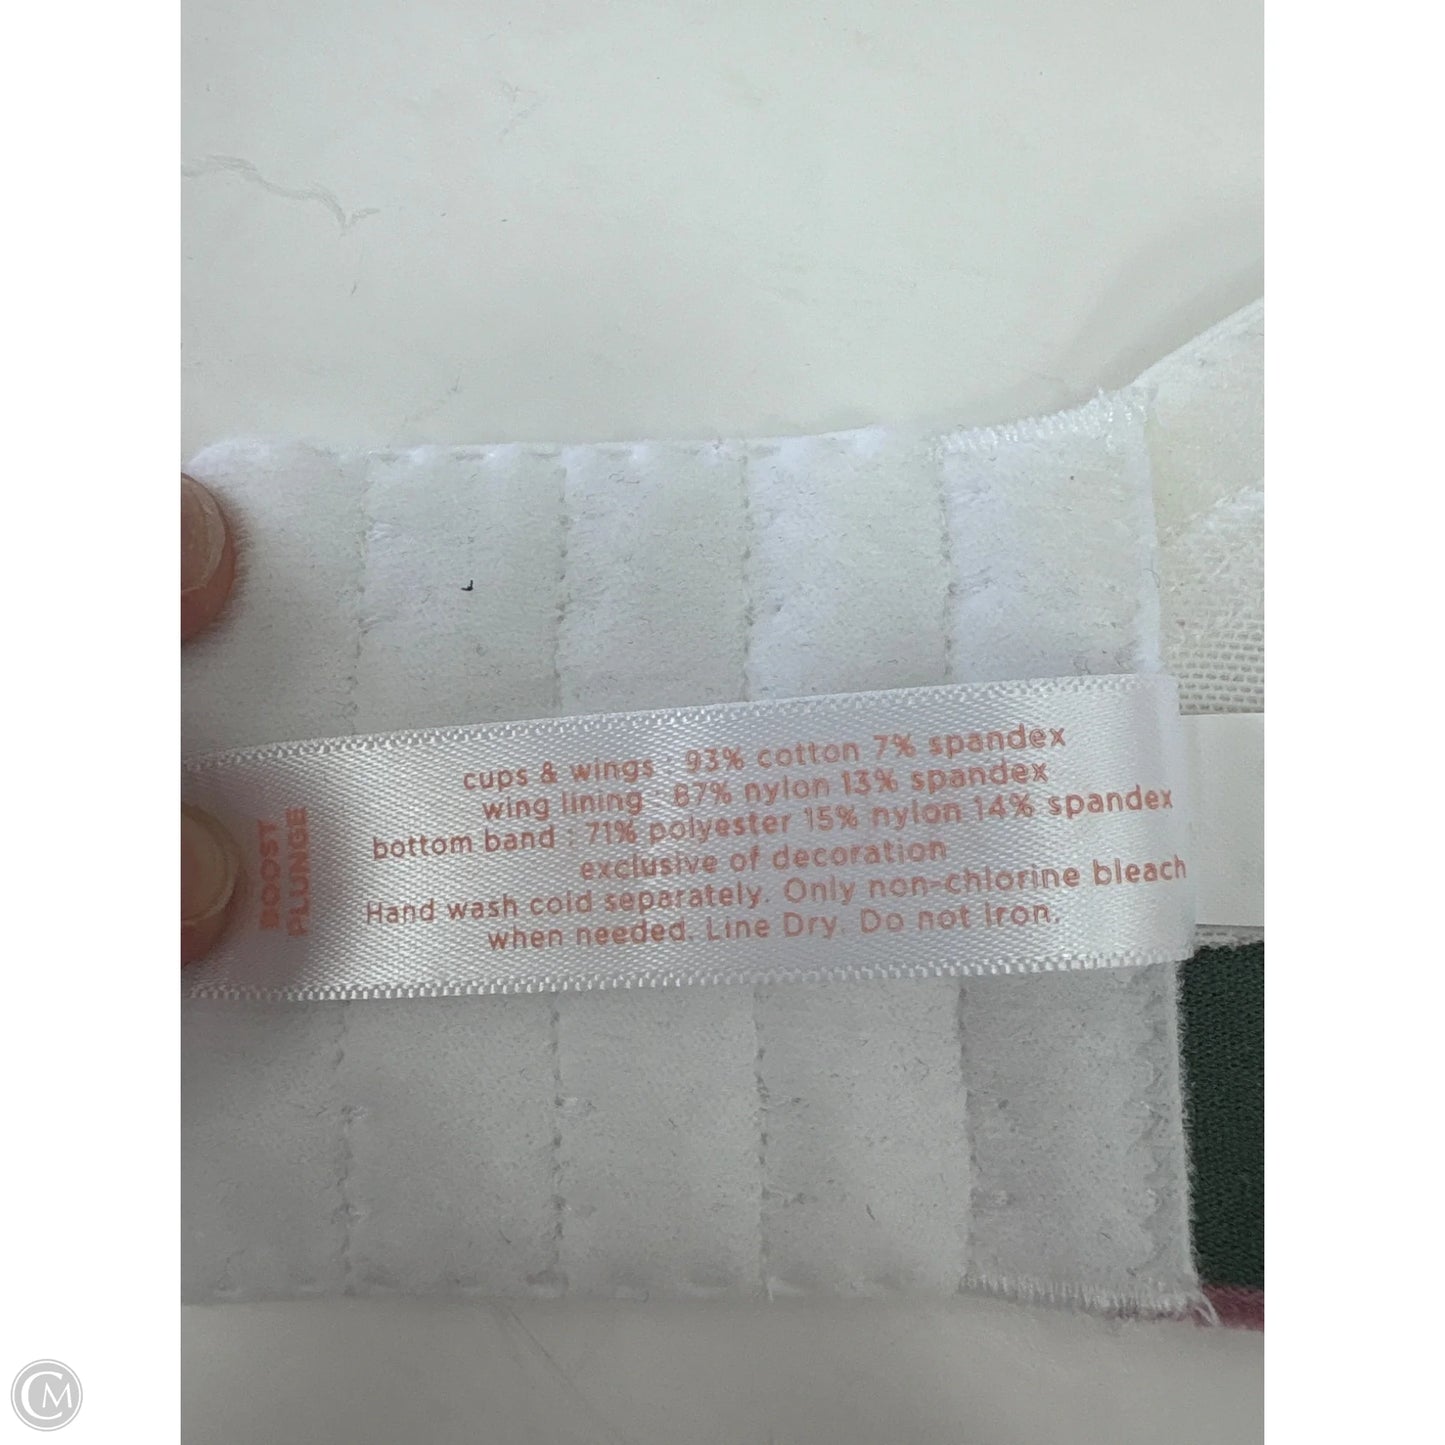 BOOST
PLUNGE
cups & wings : 93% cotton 7% spandex
wing lining : 87% nylon 13% spandex
bottom band : 71% polyester 15% nylon 14% spandex
exclusive of decoration
Hand wash cold separately. Only non-chlorine bleach
when needed. Line Dry. Do not Iron.
CM